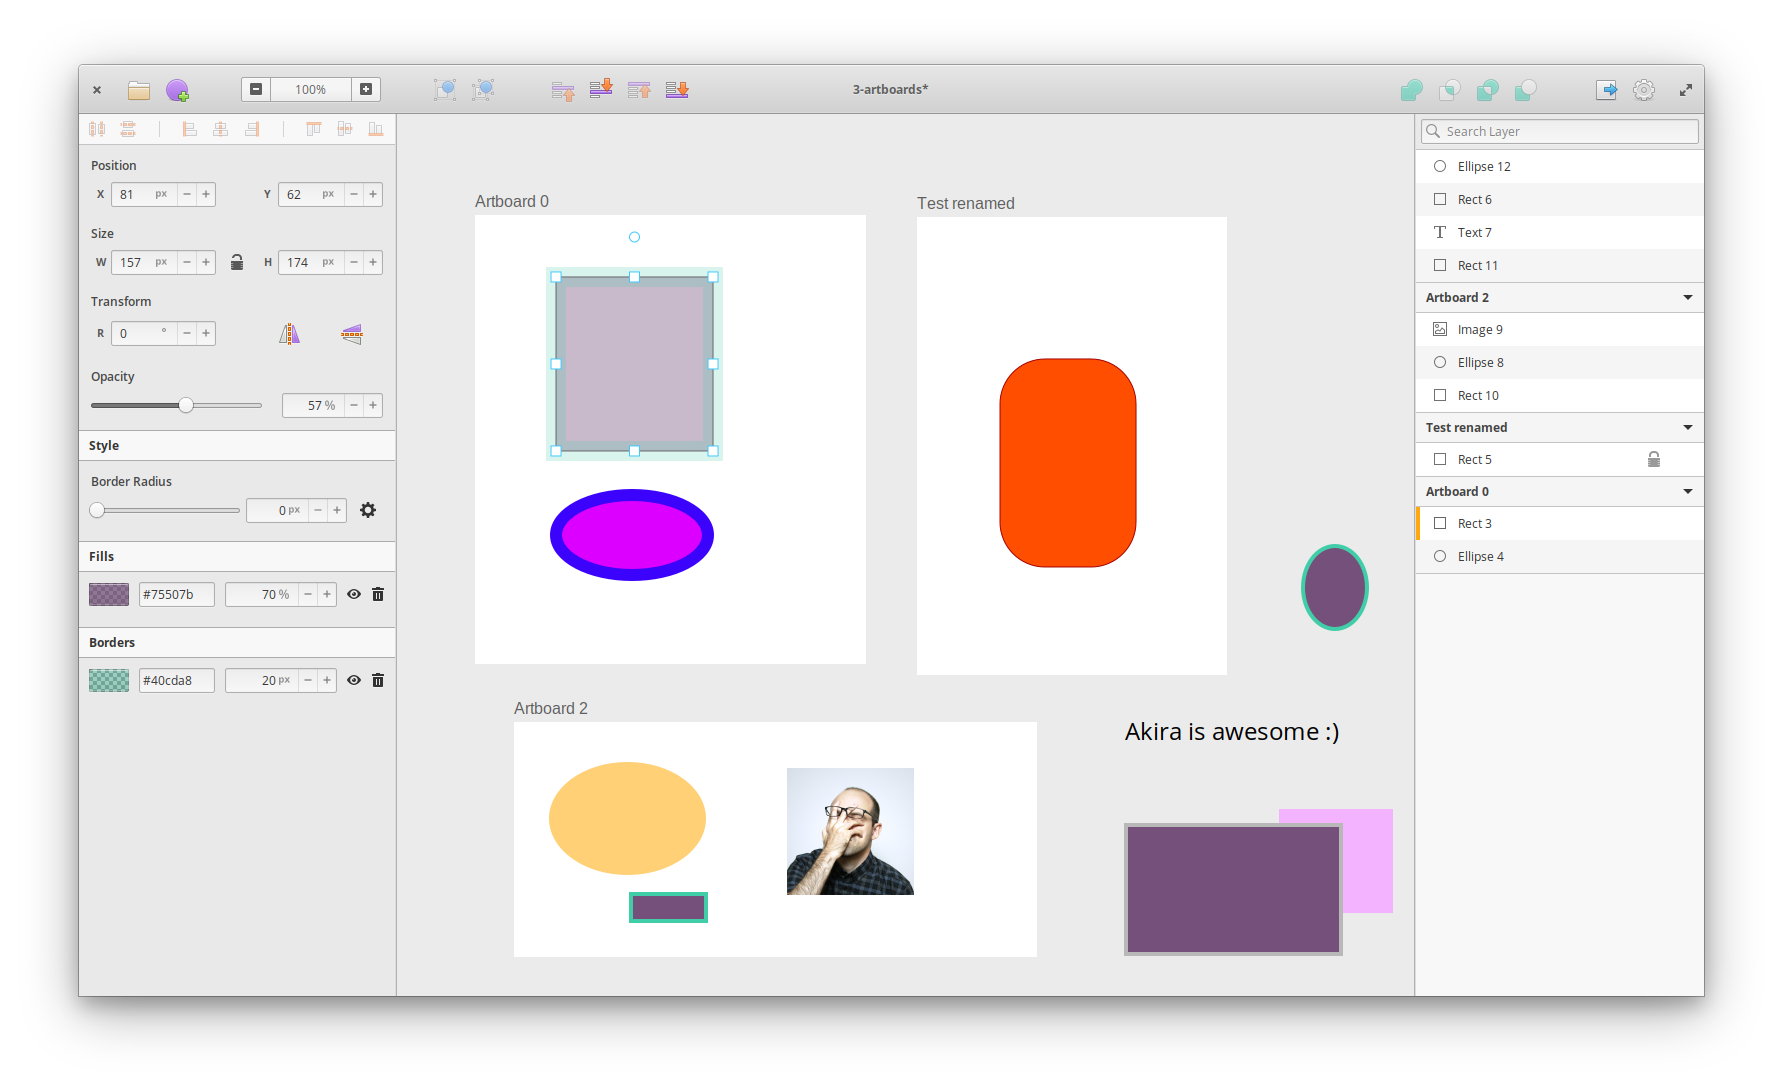 100%
3-artboards*
Position
X 81 px − +
Y 62 px − +
Size
W 157 px − +
H 174 px − +
Transform
R 0 ° − +
Opacity
57 % − +
Style
Border Radius
0 px − +
Fills
#75507b 70 % − +
Borders
#40cda8 20 px − +
Artboard 0
Test renamed
Artboard 2
Akira is awesome :)
Search Layer
Ellipse 12
Rect 6
Text 7
Rect 11
Artboard 2
Image 9
Ellipse 8
Rect 10
Test renamed
Rect 5
Artboard 0
Rect 3
Ellipse 4